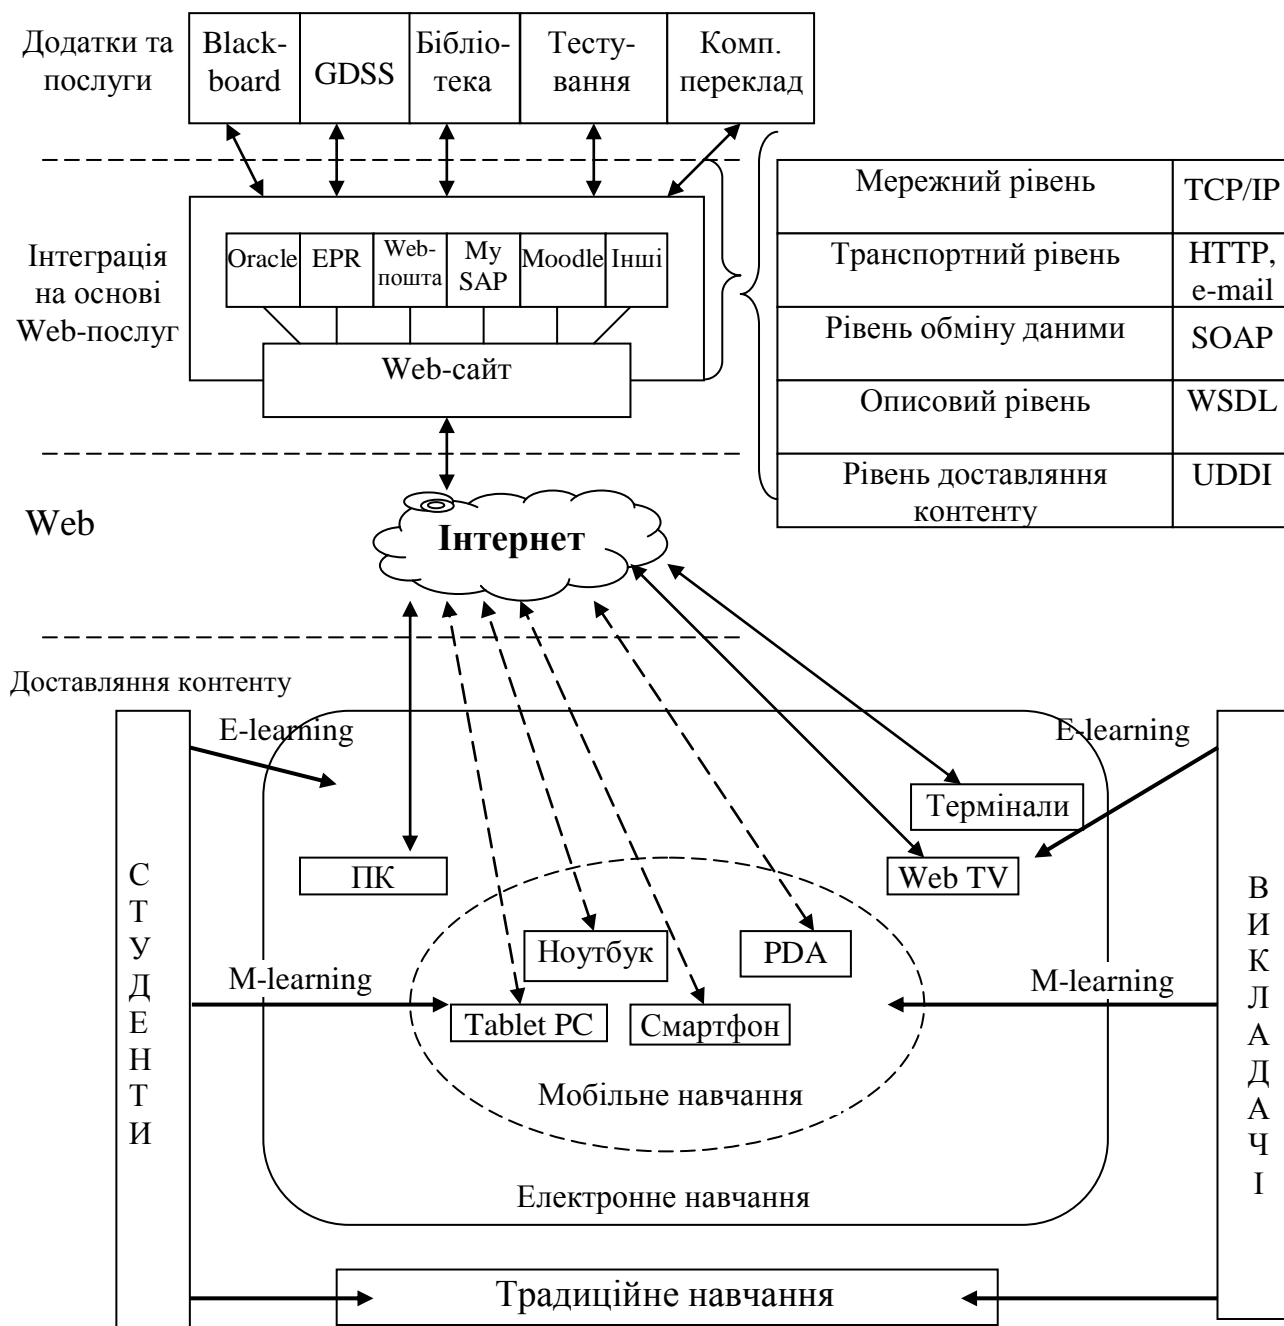 Додатки та
послуги
Black-
board
GDSS
Бібліо-
тека
Тесту-
вання
Комп.
переклад
Інтеграція
на основі
Web-послуг
Oracle
EPR
Web-
пошта
My
SAP
Moodle
Інші
Web-сайт
Мережний рівень
TCP/IP
Транспортний рівень
HTTP,
e-mail
Рівень обміну даними
SOAP
Описовий рівень
WSDL
Рівень доставляння
контенту
UDDI
Web
Інтернет
Доставляння контенту
E-learning
E-learning
Термінали
ПК
Web TV
С
Т
У
Д
Е
Н
Т
И
В
И
К
Л
А
Д
А
Ч
І
Ноутбук
PDA
M-learning
M-learning
Tablet PC
Смартфон
Мобільне навчання
Електронне навчання
Традиційне навчання